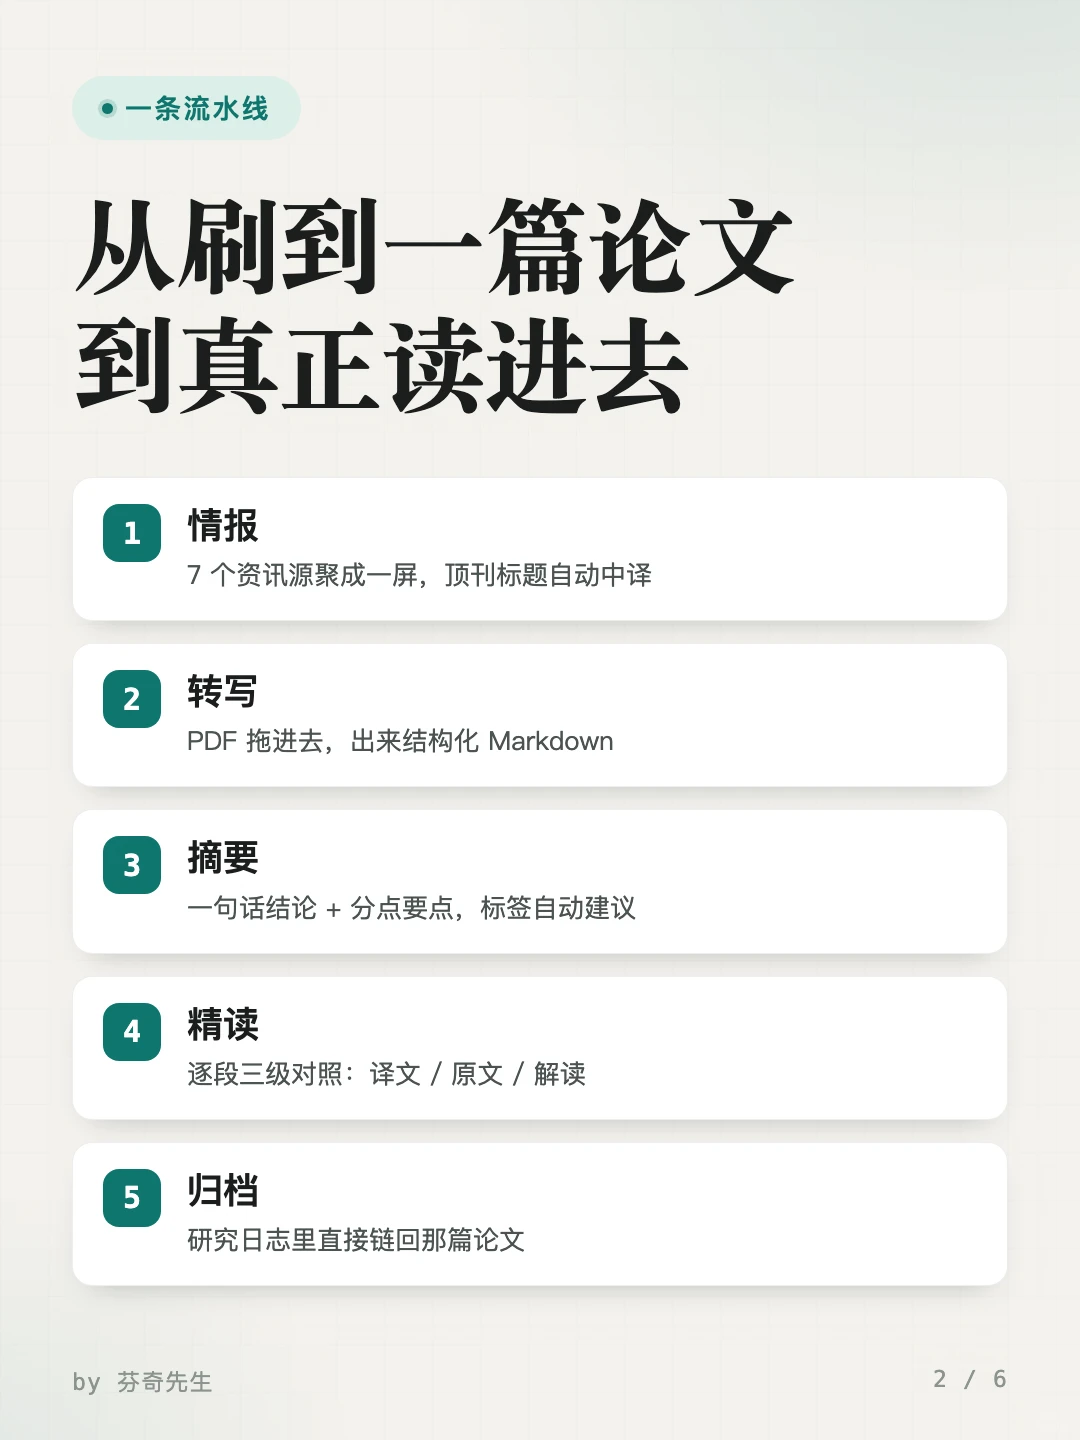 一条流水线
从刷到一篇论文
到真正读进去
1
情报
7 个资讯源聚成一屏，顶刊标题自动中译
2
转写
PDF 拖进去，出来结构化 Markdown
3
摘要
一句话结论 + 分点要点，标签自动建议
4
精读
逐段三级对照：译文 / 原文 / 解读
5
归档
研究日志里直接链回那篇论文
by 芬奇先生
2 / 6